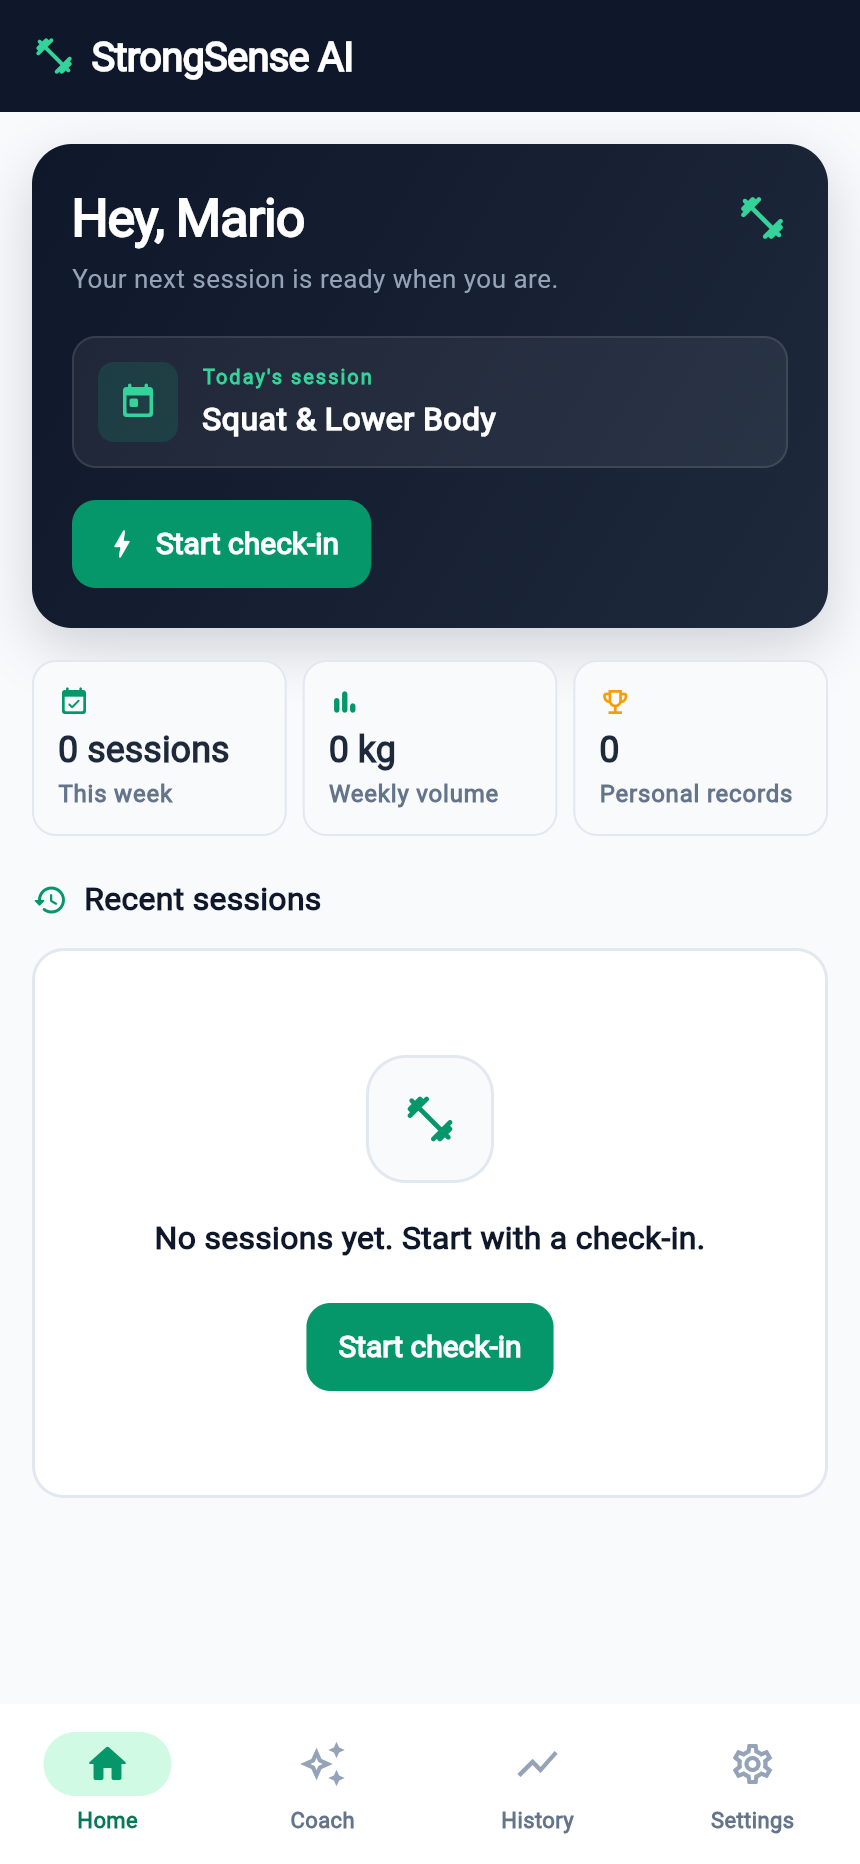 StrongSense AI
Hey, Mario
Your next session is ready when you are.
Today's session
Squat & Lower Body
Start check-in
0 sessions
This week
0 kg
Weekly volume
0
Personal records
Recent sessions
No sessions yet. Start with a check-in.
Start check-in
Home
Coach
History
Settings